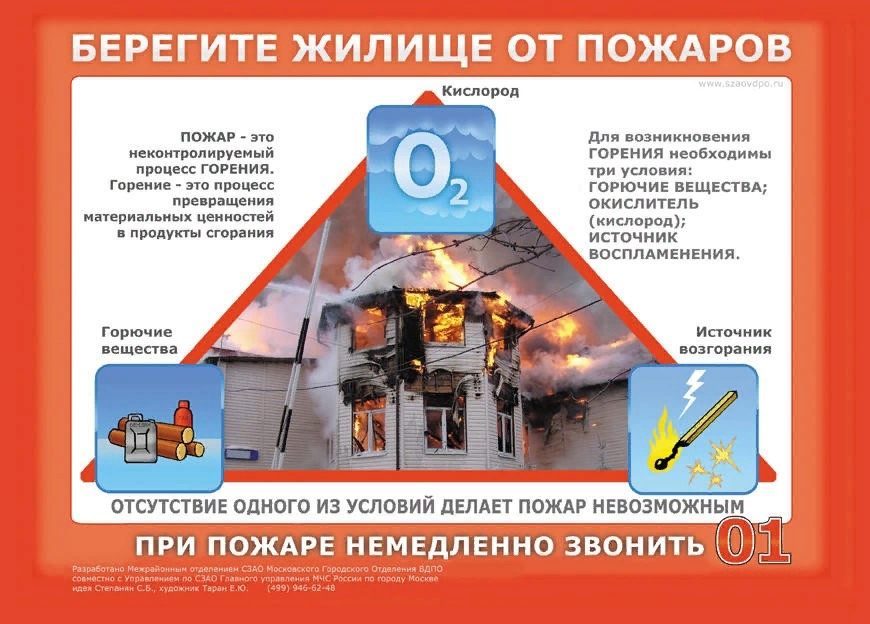 БЕРЕГИТЕ ЖИЛИЩЕ ОТ ПОЖАРОВ
www.szaovdpo.ru
Кислород
O2
ПОЖАР - это
неконтролируемый
процесс ГОРЕНИЯ.
Горение - это процесс
превращения
материальных ценностей
в продукты сгорания
Для возникновения
ГОРЕНИЯ необходимы
три условия:
ГОРЮЧИЕ ВЕЩЕСТВА;
ОКИСЛИТЕЛЬ
(кислород);
ИСТОЧНИК
ВОСПЛАМЕНЕНИЯ.
Горючие
вещества
БЕНЗИН
Источник
возгорания
ОТСУТСТВИЕ ОДНОГО ИЗ УСЛОВИЙ ДЕЛАЕТ ПОЖАР НЕВОЗМОЖНЫМ
ПРИ ПОЖАРЕ НЕМЕДЛЕННО ЗВОНИТЬ 01
Разработано Межрайонным отделением СЗАО Московского Городского Отделения ВДПО
совместно с Управлением по СЗАО Главного управления МЧС России по городу Москве
идея Степанян С.Б., художник Таран Е.Ю. (499) 946-62-48